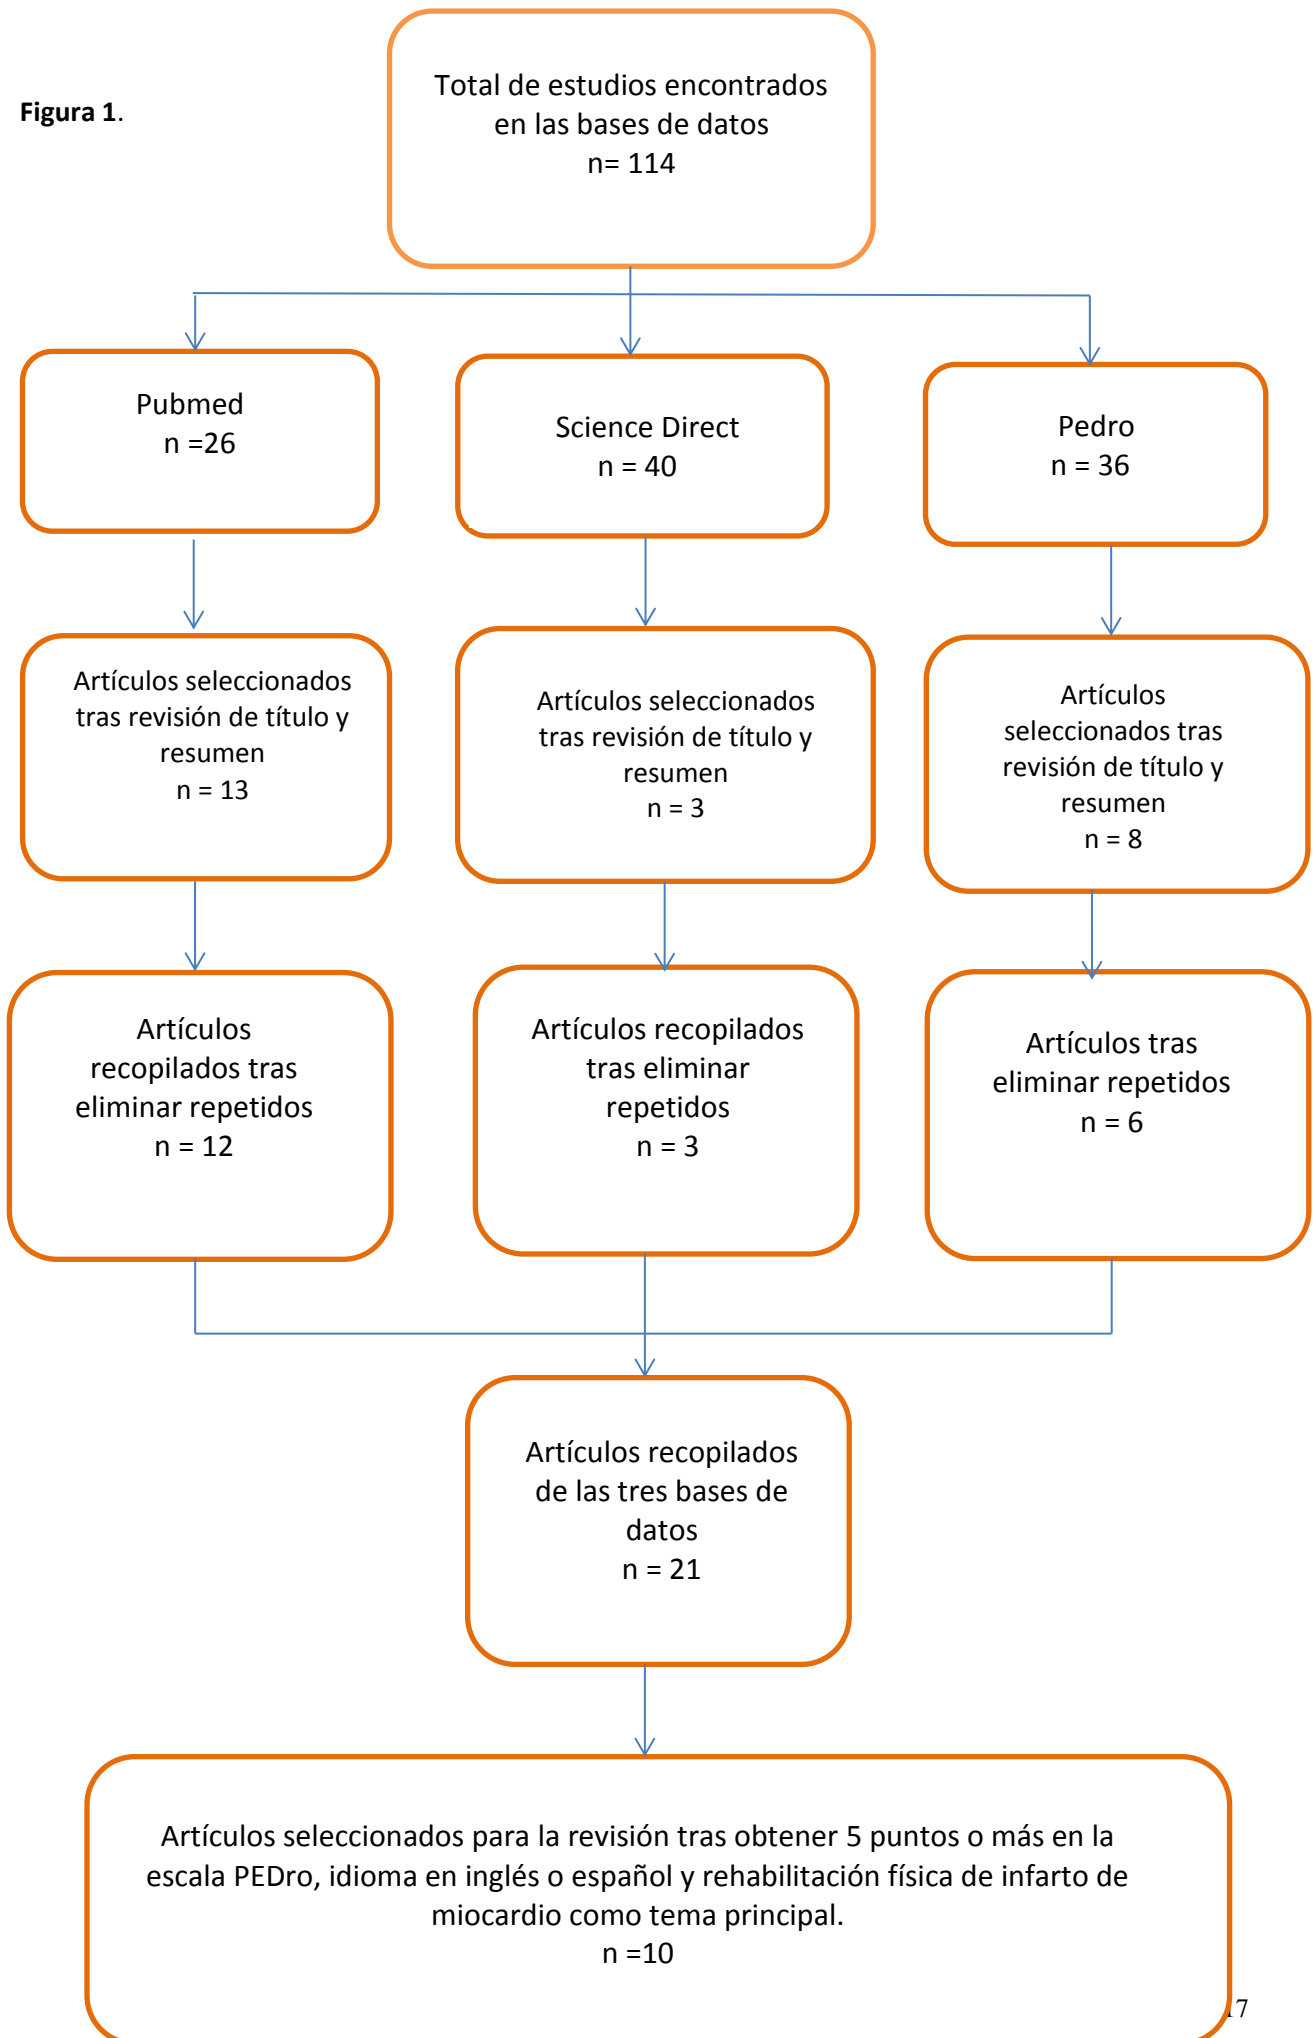 Figura 1.
Total de estudios encontrados
en las bases de datos
n= 114
Pubmed
n =26
Science Direct
n = 40
Pedro
n = 36
Artículos seleccionados
tras revisión de título y
resumen
n = 13
Artículos seleccionados
tras revisión de título y
resumen
n = 3
Artículos
seleccionados tras
revisión de título y
resumen
n = 8
Artículos
recopilados tras
eliminar repetidos
n = 12
Artículos recopilados
tras eliminar
repetidos
n = 3
Artículos tras
eliminar repetidos
n = 6
Artículos recopilados
de las tres bases de
datos
n = 21
Artículos seleccionados para la revisión tras obtener 5 puntos o más en la
escala PEDro, idioma en inglés o español y rehabilitación física de infarto de
miocardio como tema principal.
n =10
17